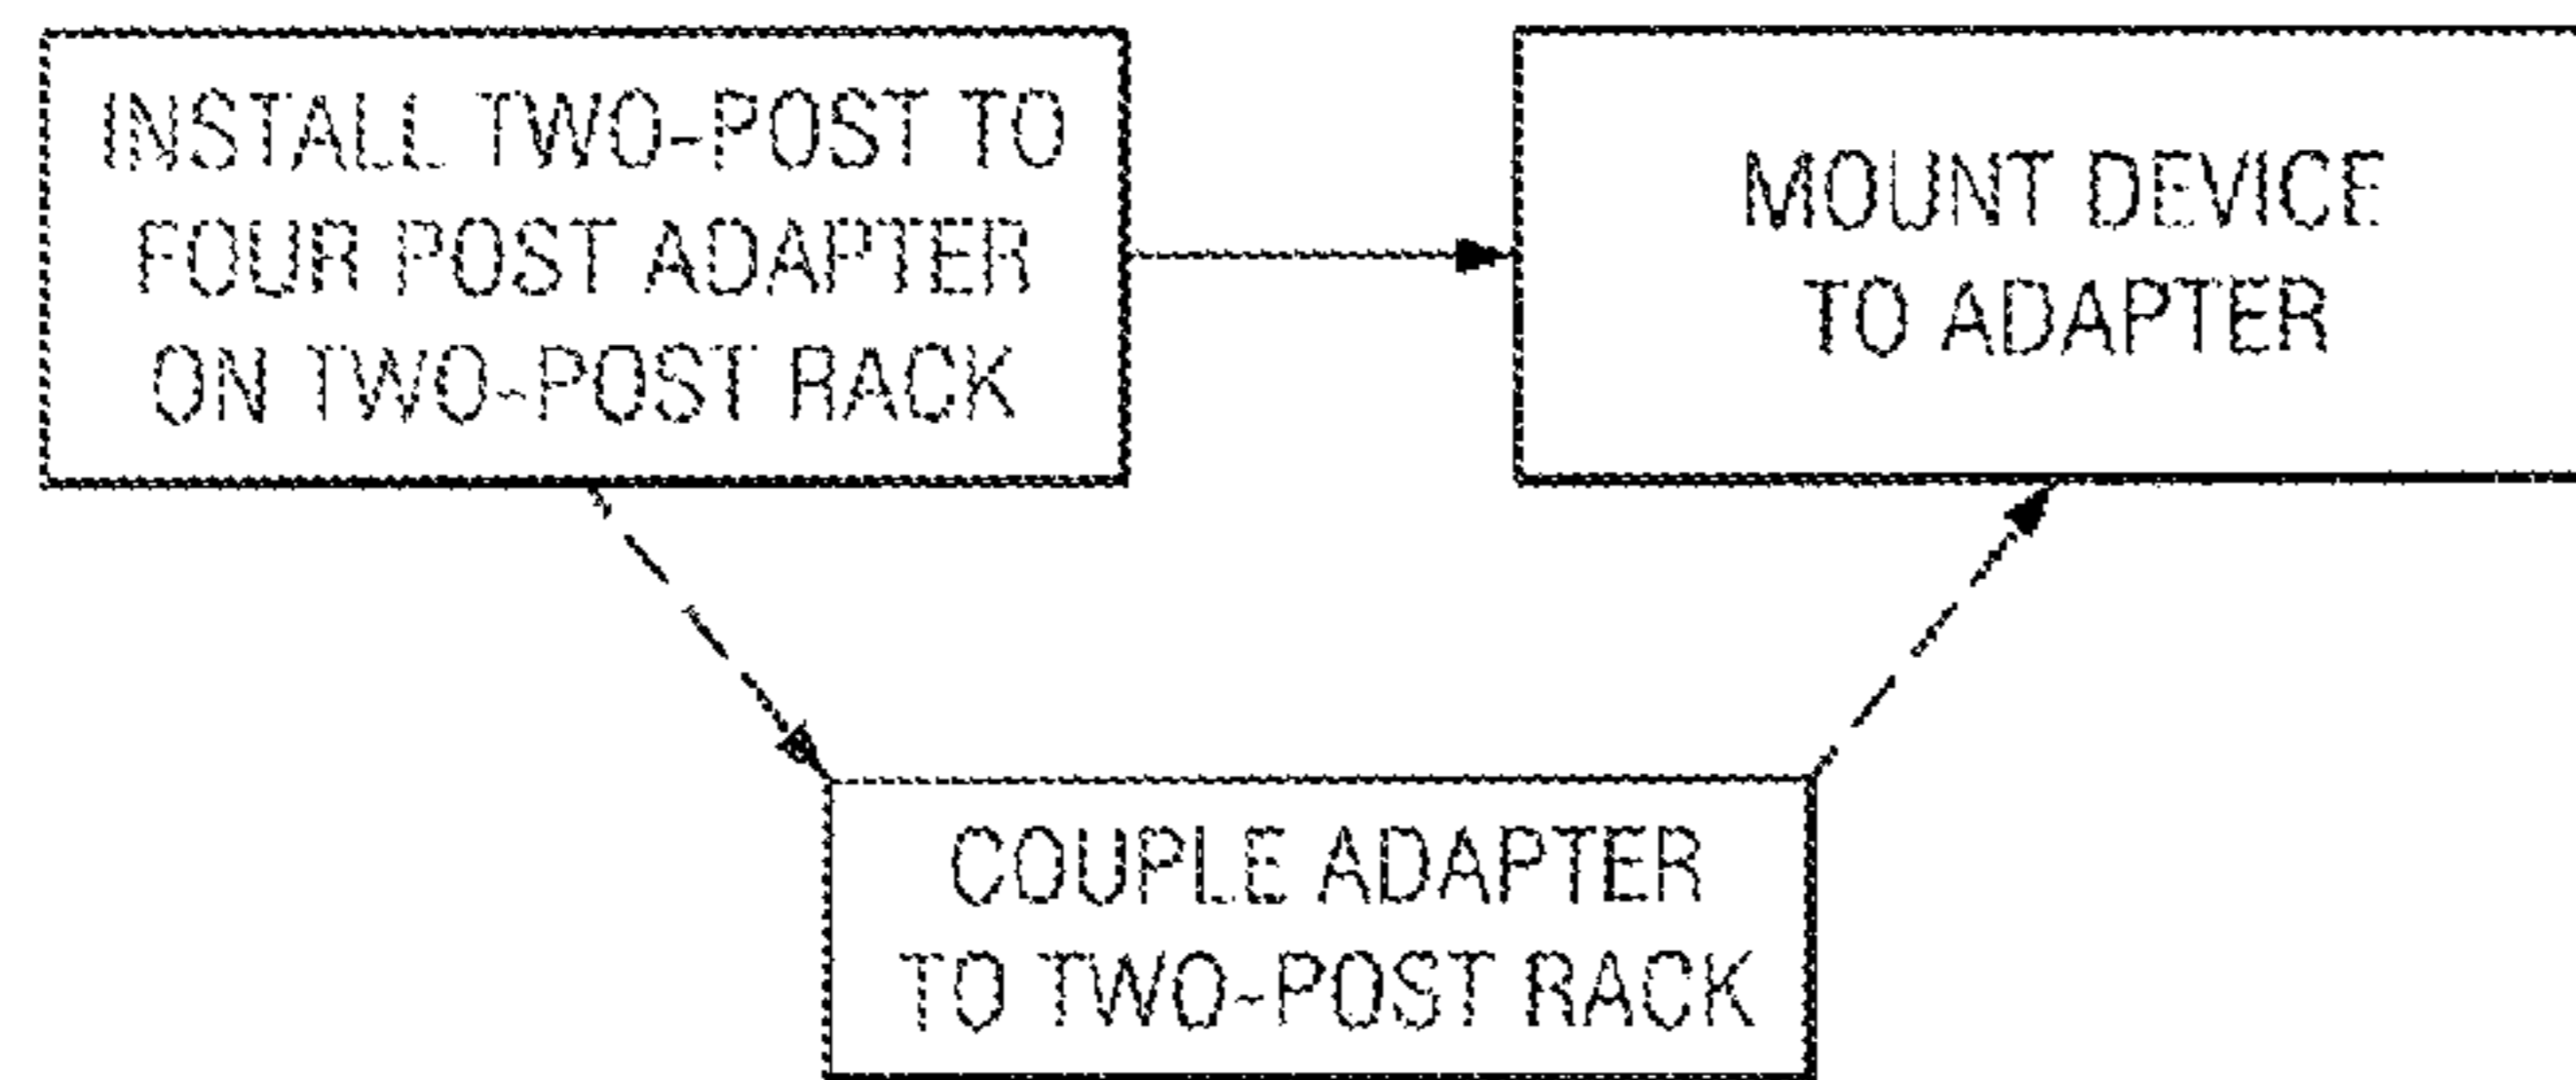 INSTALL TWO-POST TO
FOUR POST ADAPTER
ON TWO-POST RACK
MOUNT DEVICE
TO ADAPTER
COUPLE ADAPTER
TO TWO-POST RACK